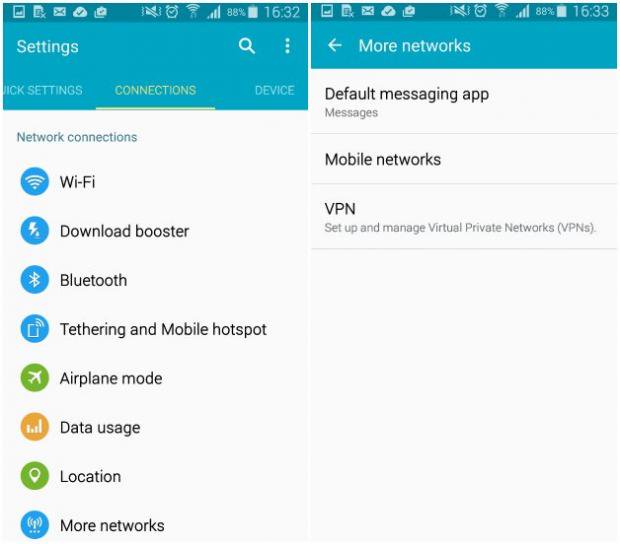 88% 16:32
Settings
UICK SETTINGS CONNECTIONS DEVICE
Network connections
Wi-Fi
Download booster
Bluetooth
Tethering and Mobile hotspot
Airplane mode
Data usage
Location
More networks
88% 16:33
More networks
Default messaging app
Messages
Mobile networks
VPN
Set up and manage Virtual Private Networks (VPNs).